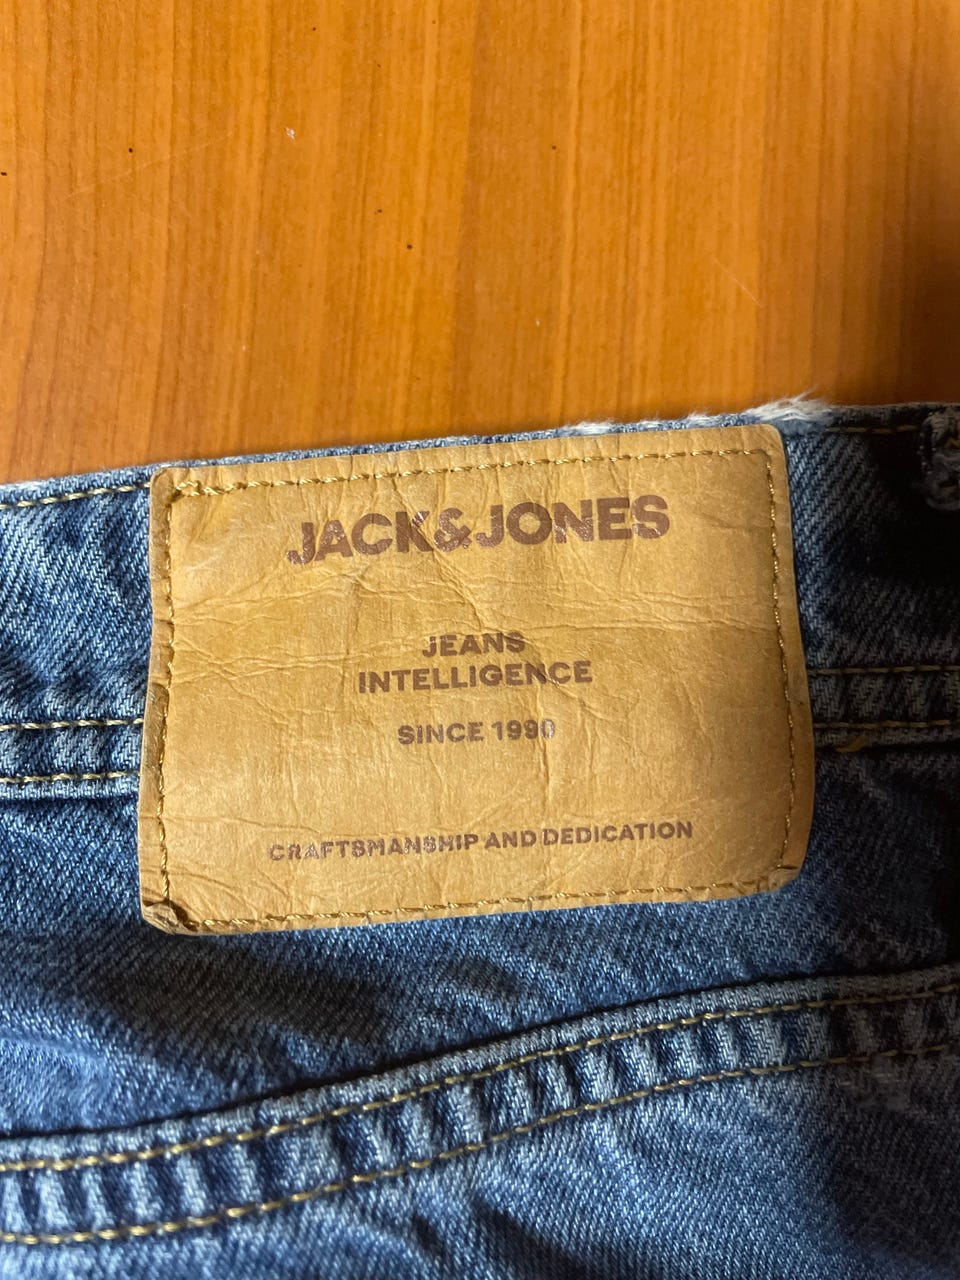 JACK&JONES
JEANS
INTELLIGENCE
SINCE 1990
CRAFTSMANSHIP AND DEDICATION